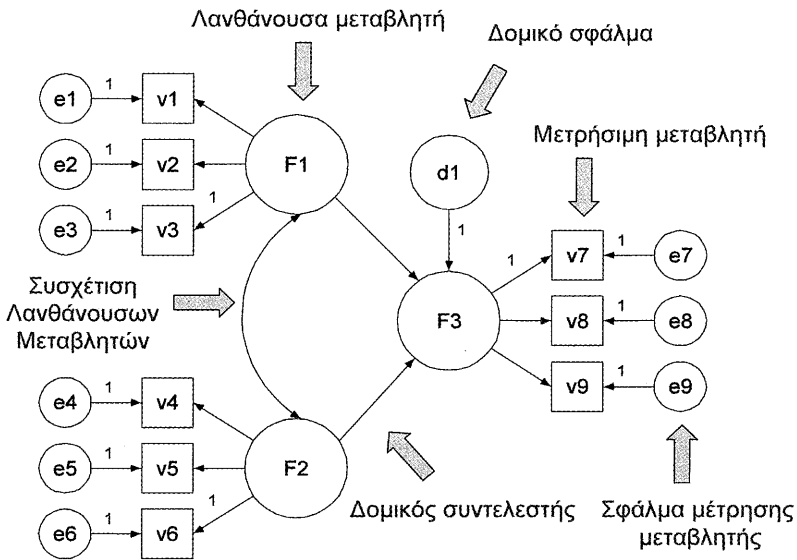 Λανθάνουσα μεταβλητή
Δομικό σφάλμα
Μετρήσιμη μεταβλητή
e1 1 v1
e2 1 v2
e3 1 v3
1
F1
d1
1
F3
1
v7 1 e7
v8 1 e8
v9 1 e9
Συσχέτιση
Λανθάνουσων
Μεταβλητών
e4 1 v4
e5 1 v5
e6 1 v6
1
F2
Δομικός συντελεστής
Σφάλμα μέτρησης
μεταβλητής